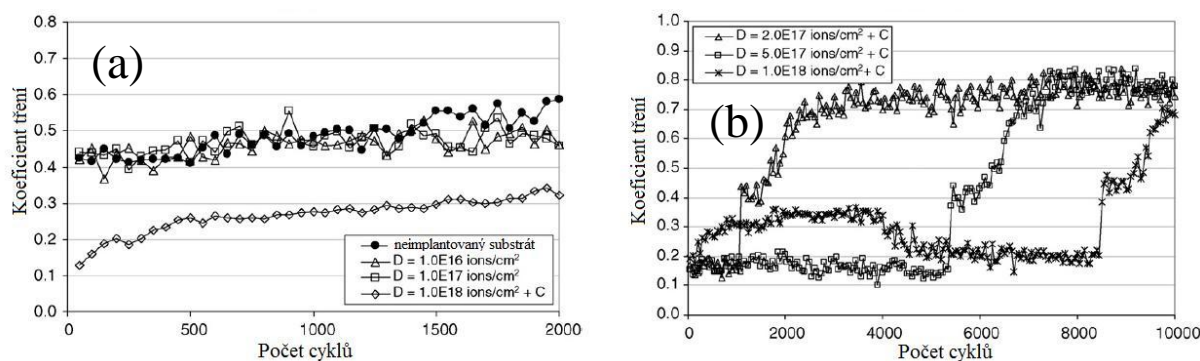 (a)
Koeficient tření
0.8
0.7
0.6
0.5
0.4
0.3
0.2
0.1
0.0
neimplantovaný substrát
D = 1.0E16 ions/cm²
D = 1.0E17 ions/cm²
D = 1.0E18 ions/cm² + C
0 500 1000 1500 2000
Počet cyklů
(b)
Koeficient tření
1.0
0.9
0.8
0.7
0.6
0.5
0.4
0.3
0.2
0.1
0.0
D = 2.0E17 ions/cm² + C
D = 5.0E17 ions/cm² + C
D = 1.0E18 ions/cm²+ C
0 2000 4000 6000 8000 10000
Počet cyklů